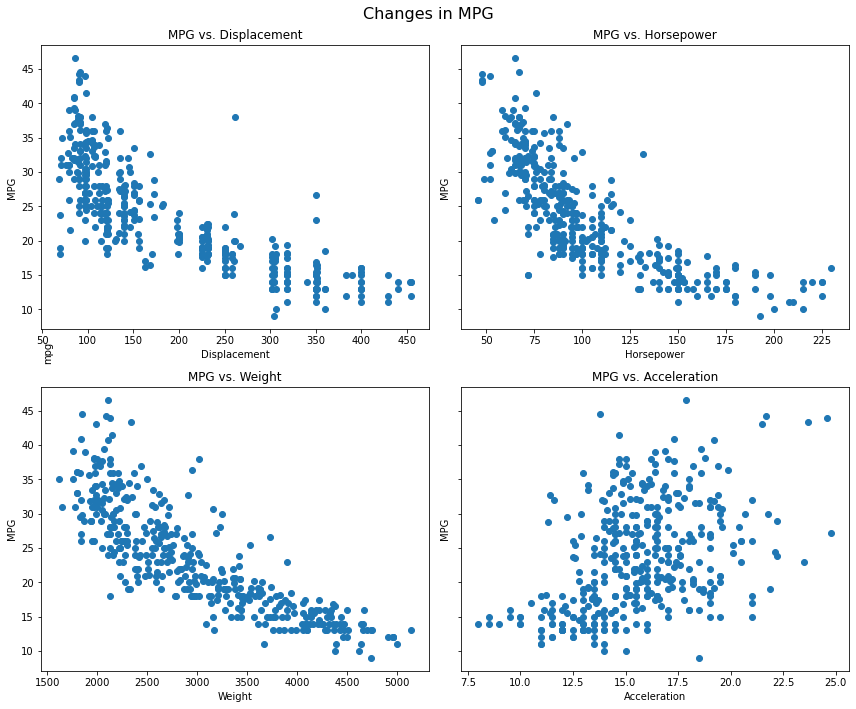 Changes in MPG
MPG vs. Displacement
MPG
45
40
35
30
25
20
15
10
50 100 150 200 250 300 350 400 450
Displacement
MPG vs. Horsepower
MPG
50 75 100 125 150 175 200 225
Horsepower
mpg
MPG vs. Weight
MPG
45
40
35
30
25
20
15
10
1500 2000 2500 3000 3500 4000 4500 5000
Weight
MPG vs. Acceleration
MPG
7.5 10.0 12.5 15.0 17.5 20.0 22.5 25.0
Acceleration